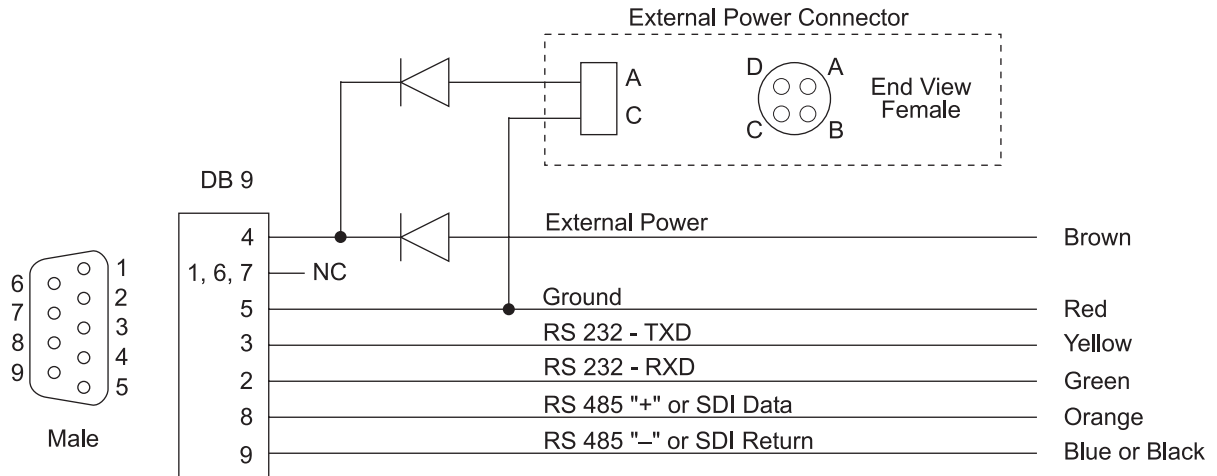 External Power Connector
A
C
D
A
C
B
End View
Female
DB 9
4
External Power
Brown
1, 6, 7
NC
5
Ground
Red
3
RS 232 - TXD
Yellow
2
RS 232 - RXD
Green
8
RS 485 "+" or SDI Data
Orange
9
RS 485 "–" or SDI Return
Blue or Black
6
7
8
9
1
2
3
4
5
Male